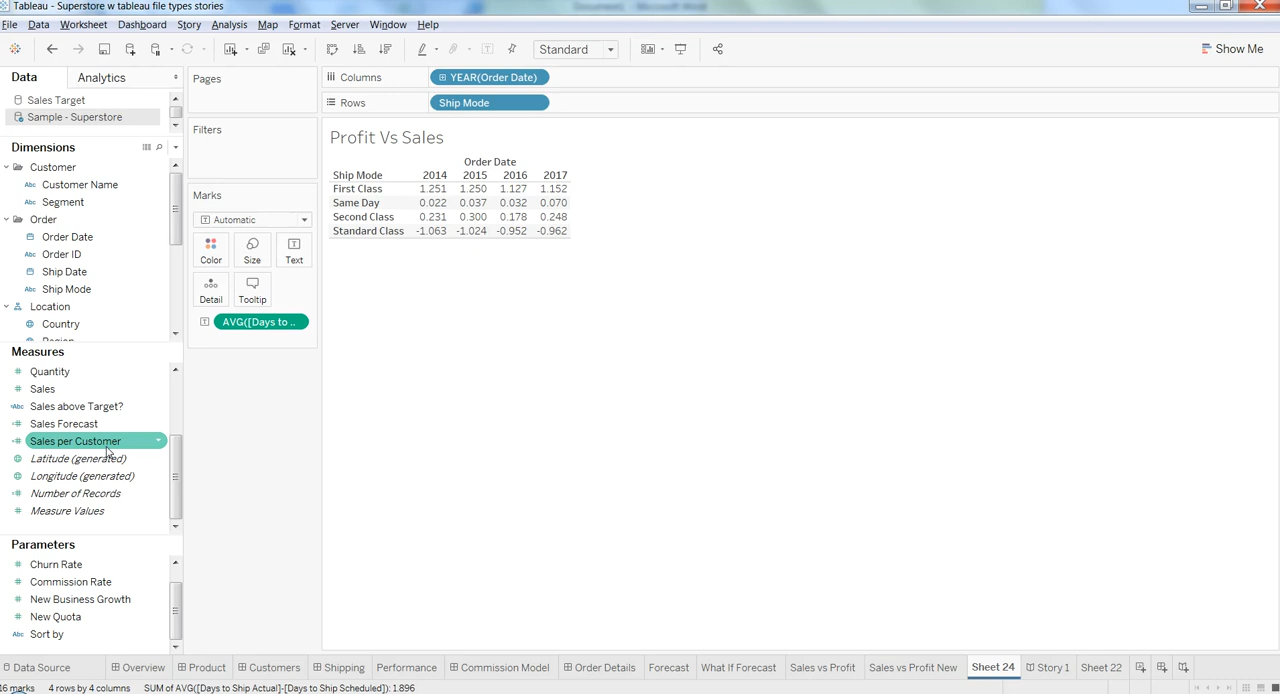 Tableau - Superstore w tableau file types stories
File Data Worksheet Dashboard Story Analysis Map Format Server Window Help
Standard
Show Me
Data Analytics
Sales Target
Sample - Superstore
Dimensions
Customer
Abc Customer Name
Abc Segment
Order
Order Date
Abc Order ID
Ship Date
Abc Ship Mode
Location
Country
Region
Measures
# Quantity
# Sales
=Abc Sales above Target?
=# Sales Forecast
=# Sales per Customer
Latitude (generated)
Longitude (generated)
=# Number of Records
# Measure Values
Parameters
# Churn Rate
# Commission Rate
# New Business Growth
# New Quota
Abc Sort by
Pages
Filters
Marks
T Automatic
Color Size Text
Detail Tooltip
AVG([Days to ..
Columns YEAR(Order Date)
Rows Ship Mode
Profit Vs Sales
Order Date
Ship Mode 2014 2015 2016 2017
First Class 1.251 1.250 1.127 1.152
Same Day 0.022 0.037 0.032 0.070
Second Class 0.231 0.300 0.178 0.248
Standard Class -1.063 -1.024 -0.952 -0.962
Data Source Overview Product Customers Shipping Performance Commission Model Order Details Forecast What If Forecast Sales vs Profit Sales vs Profit New Sheet 24 Story 1 Sheet 22
16 marks 4 rows by 4 columns SUM of AVG([Days to Ship Actual]-[Days to Ship Scheduled]): 1.896